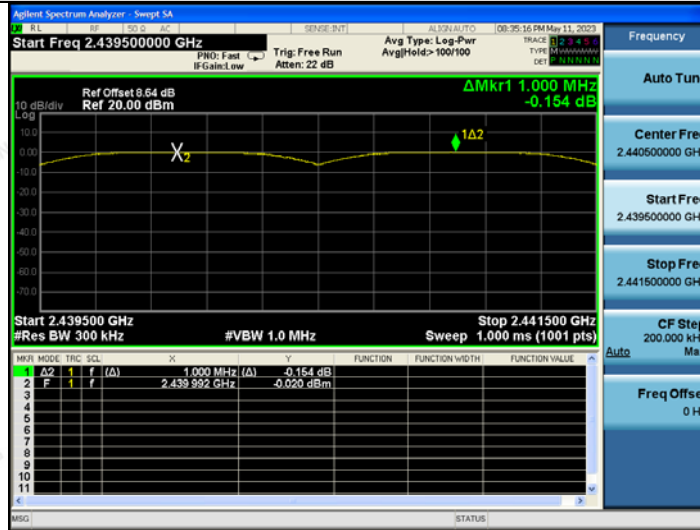 Agilent Spectrum Analyzer - Swept SA
RL RF 50 Ω AC SENSE:INT ALIGN AUTO 08:35:16 PM May 11, 2023
Start Freq 2.439500000 GHz
PNO: Fast
IFGain:Low
Trig: Free Run
Atten: 22 dB
Avg Type: Log-Pwr
Avg|Hold:>100/100
TRACE 1 2 3 4 5 6
TYPE
DET P N N N N N
ΔMkr1 1.000 MHz
-0.154 dB
Ref Offset 8.64 dB
10 dB/div Ref 20.00 dBm
Log
10.0
0.00
-10.0
-20.0
-30.0
-40.0
-50.0
-60.0
-70.0
X2
1Δ2
Start 2.439500 GHz Stop 2.441500 GHz
#Res BW 300 kHz #VBW 1.0 MHz Sweep 1.000 ms (1001 pts)
MKR MODE TRC SCL X Y FUNCTION FUNCTION WIDTH FUNCTION VALUE
1 Δ2 1 f (Δ) 1.000 MHz (Δ) -0.154 dB
2 F 1 f 2.439 992 GHz -0.020 dBm
3
4
5
6
7
8
9
10
11
MSG STATUS
Frequency
Auto Tun
Center Fre
2.440500000 GH
Start Fre
2.439500000 GH
Stop Fre
2.441500000 GH
CF Step
200.000 kH
Auto Ma
Freq Offse
0 H